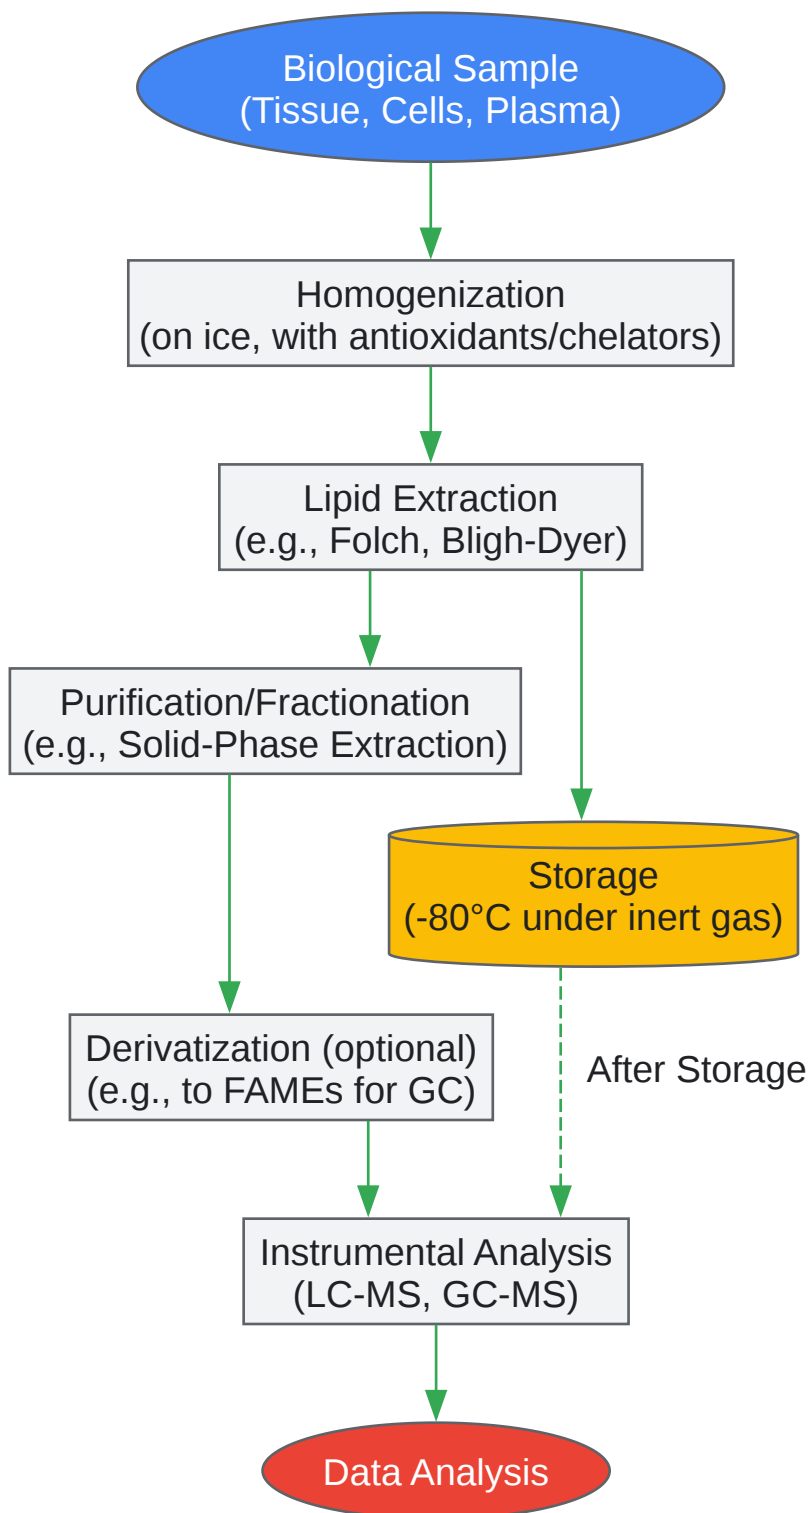 Biological Sample
(Tissue, Cells, Plasma)
Homogenization
(on ice, with antioxidants/chelators)
Lipid Extraction
(e.g., Folch, Bligh-Dyer)
Purification/Fractionation
(e.g., Solid-Phase Extraction)
Storage
(-80°C under inert gas)
Derivatization (optional)
(e.g., to FAMEs for GC)
After Storage
Instrumental Analysis
(LC-MS, GC-MS)
Data Analysis